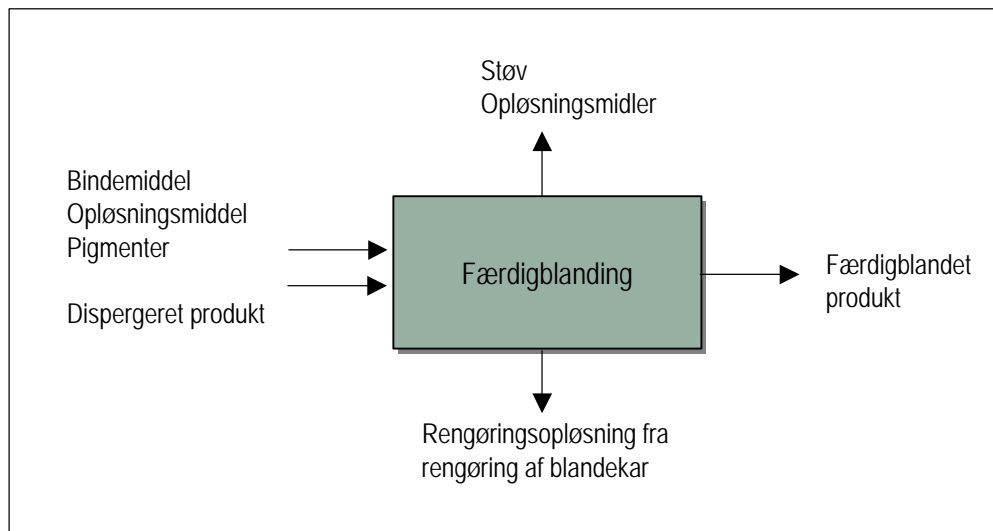 Støv
Opløsningsmidler
Bindemiddel
Opløsningsmiddel
Pigmenter
Dispergeret produkt
Færdigblanding
Færdigblandet
produkt
Rengøringsopløsning fra
rengøring af blandekar